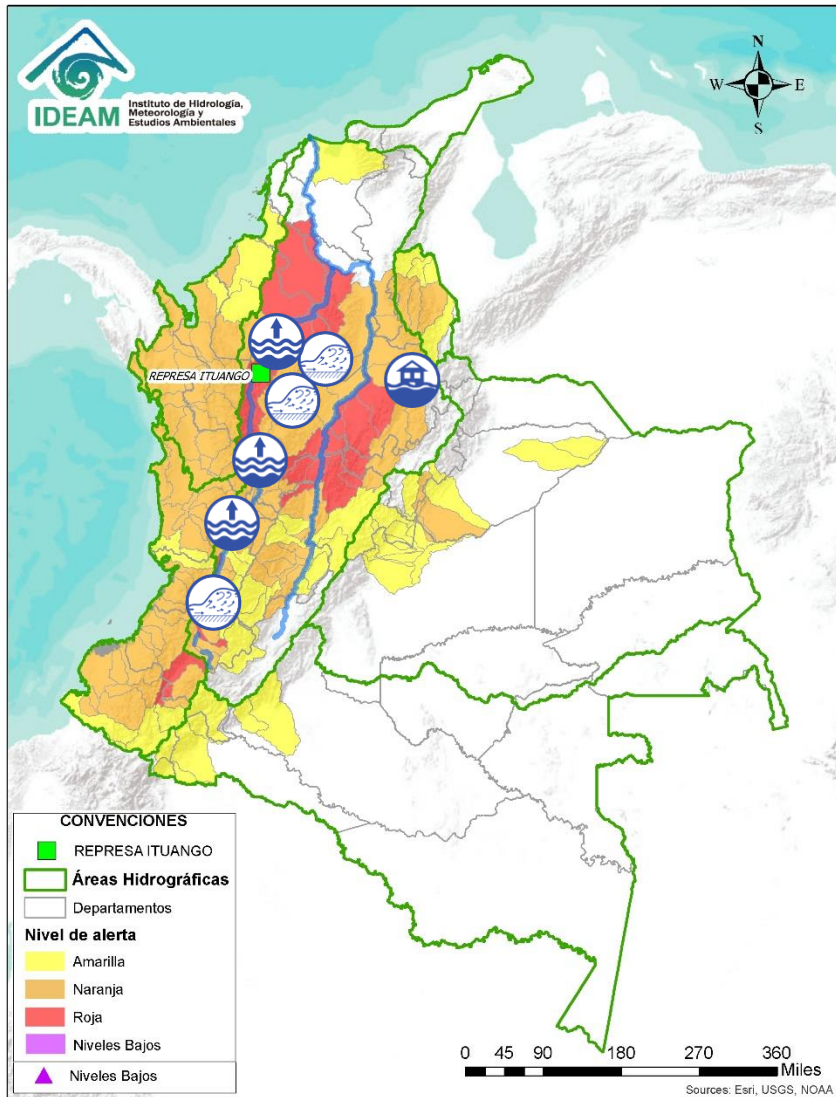 IDEAM
Instituto de Hidrología,
Meteorología y
Estudios Ambientales
N
W
E
S
REPRESA ITUANGO
CONVENCIONES
REPRESA ITUANGO
Áreas Hidrográficas
Departamentos
Nivel de alerta
Amarilla
Naranja
Roja
Niveles Bajos
Niveles Bajos
0 45 90 180 270 360
Miles
Sources: Esri, USGS, NOAA